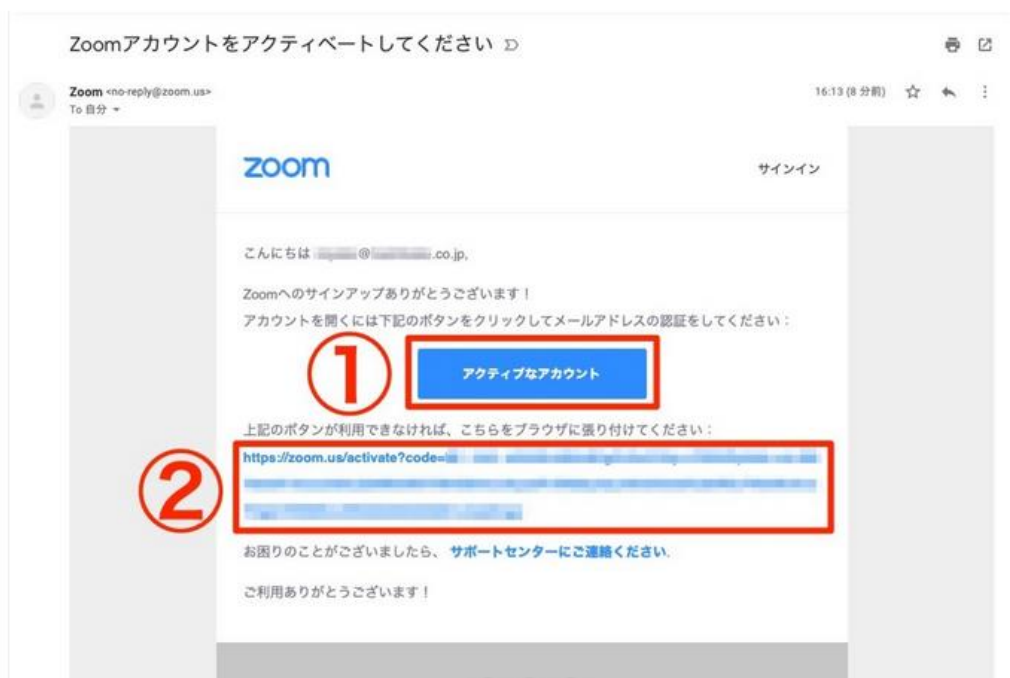 Zoomアカウントをアクティベートしてください
Zoom <no-reply@zoom.us>
16:13 (8 分前)
To 自分
zoom
サインイン
こんにちは @ .co.jp,
Zoomへのサインアップありがとうございます！
アカウントを開くには下記のボタンをクリックしてメールアドレスの認証をしてください：
①
アクティブなアカウント
上記のボタンが利用できなければ、こちらをブラウザに張り付けてください：
https://zoom.us/activate?code=
②
お困りのことがございましたら、 サポートセンターにご連絡ください.
ご利用ありがとうございます！